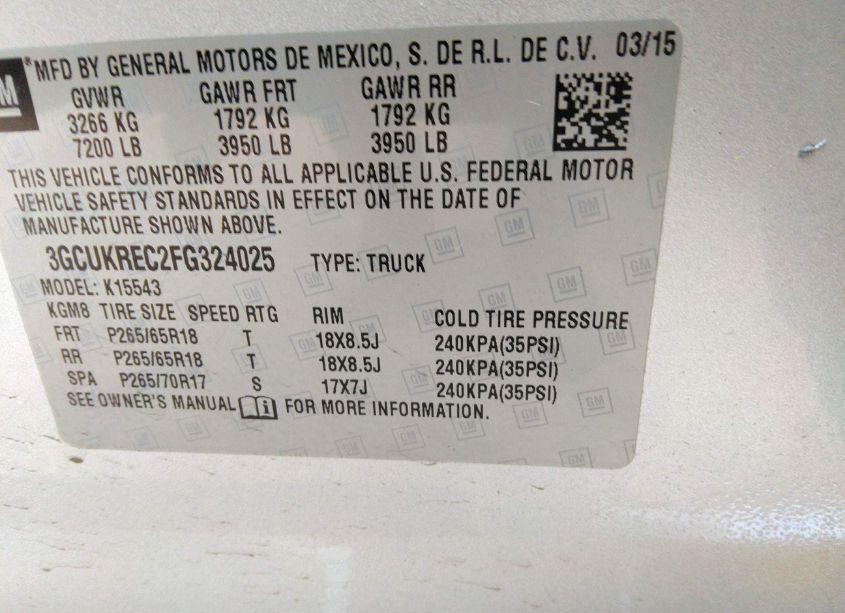 GM
MFD BY GENERAL MOTORS DE MEXICO, S. DE R.L. DE C.V. 03/15
GVWR GAWR FRT GAWR RR
3266 KG 1792 KG 1792 KG
7200 LB 3950 LB 3950 LB
THIS VEHICLE CONFORMS TO ALL APPLICABLE U.S. FEDERAL MOTOR
VEHICLE SAFETY STANDARDS IN EFFECT ON THE DATE OF
MANUFACTURE SHOWN ABOVE.
3GCUKREC2FG324025 TYPE: TRUCK
MODEL: K15543
KGM8 TIRE SIZE SPEED RTG RIM COLD TIRE PRESSURE
FRT P265/65R18 T 18X8.5J 240KPA(35PSI)
RR P265/65R18 T 18X8.5J 240KPA(35PSI)
SPA P265/70R17 S 17X7J 240KPA(35PSI)
SEE OWNER'S MANUAL FOR MORE INFORMATION.